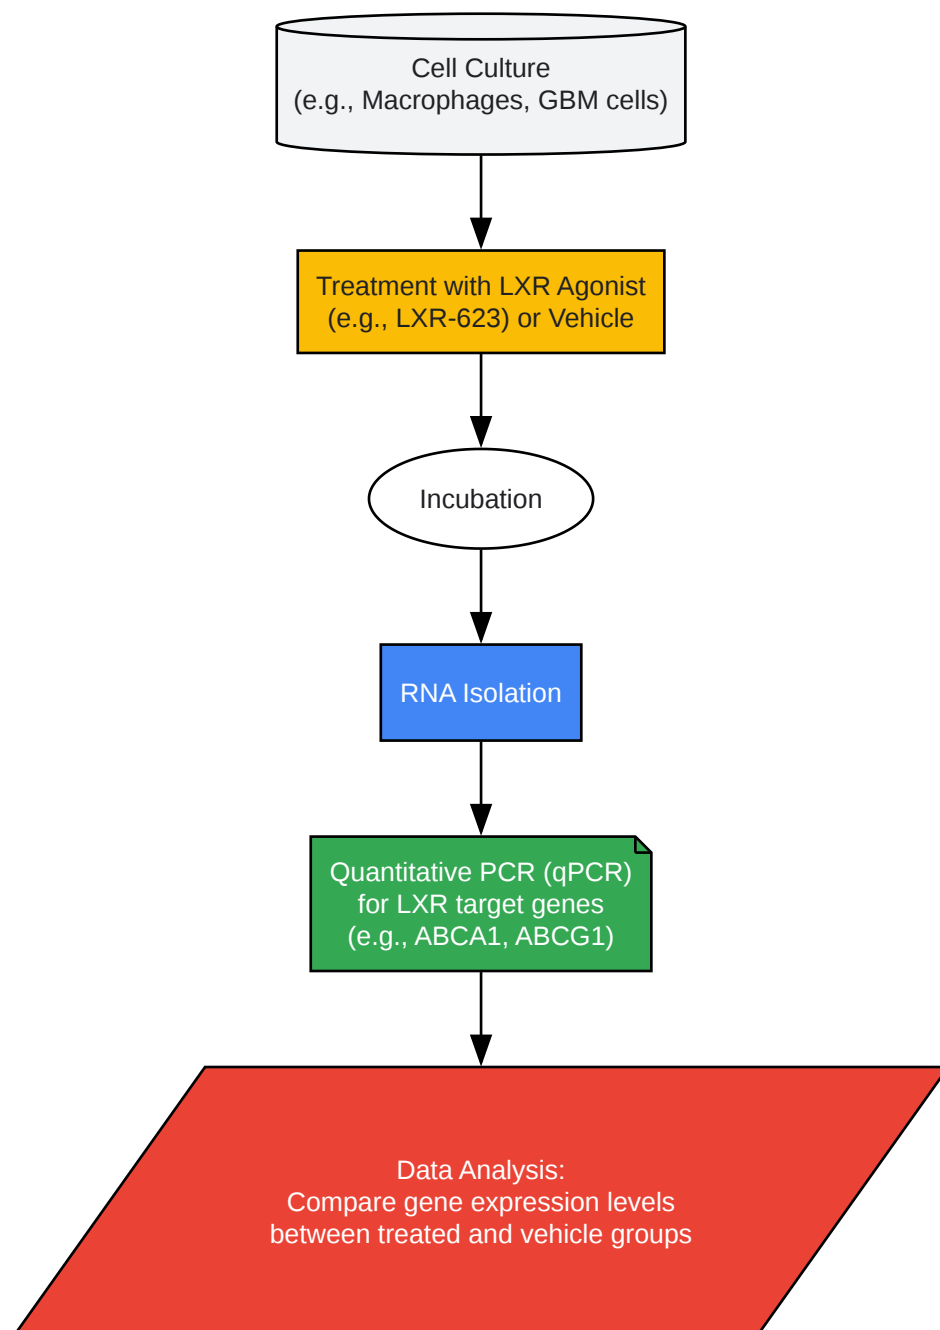 Cell Culture
(e.g., Macrophages, GBM cells)
Treatment with LXR Agonist
(e.g., LXR-623) or Vehicle
Incubation
RNA Isolation
Quantitative PCR (qPCR)
for LXR target genes
(e.g., ABCA1, ABCG1)
Data Analysis:
Compare gene expression levels
between treated and vehicle groups